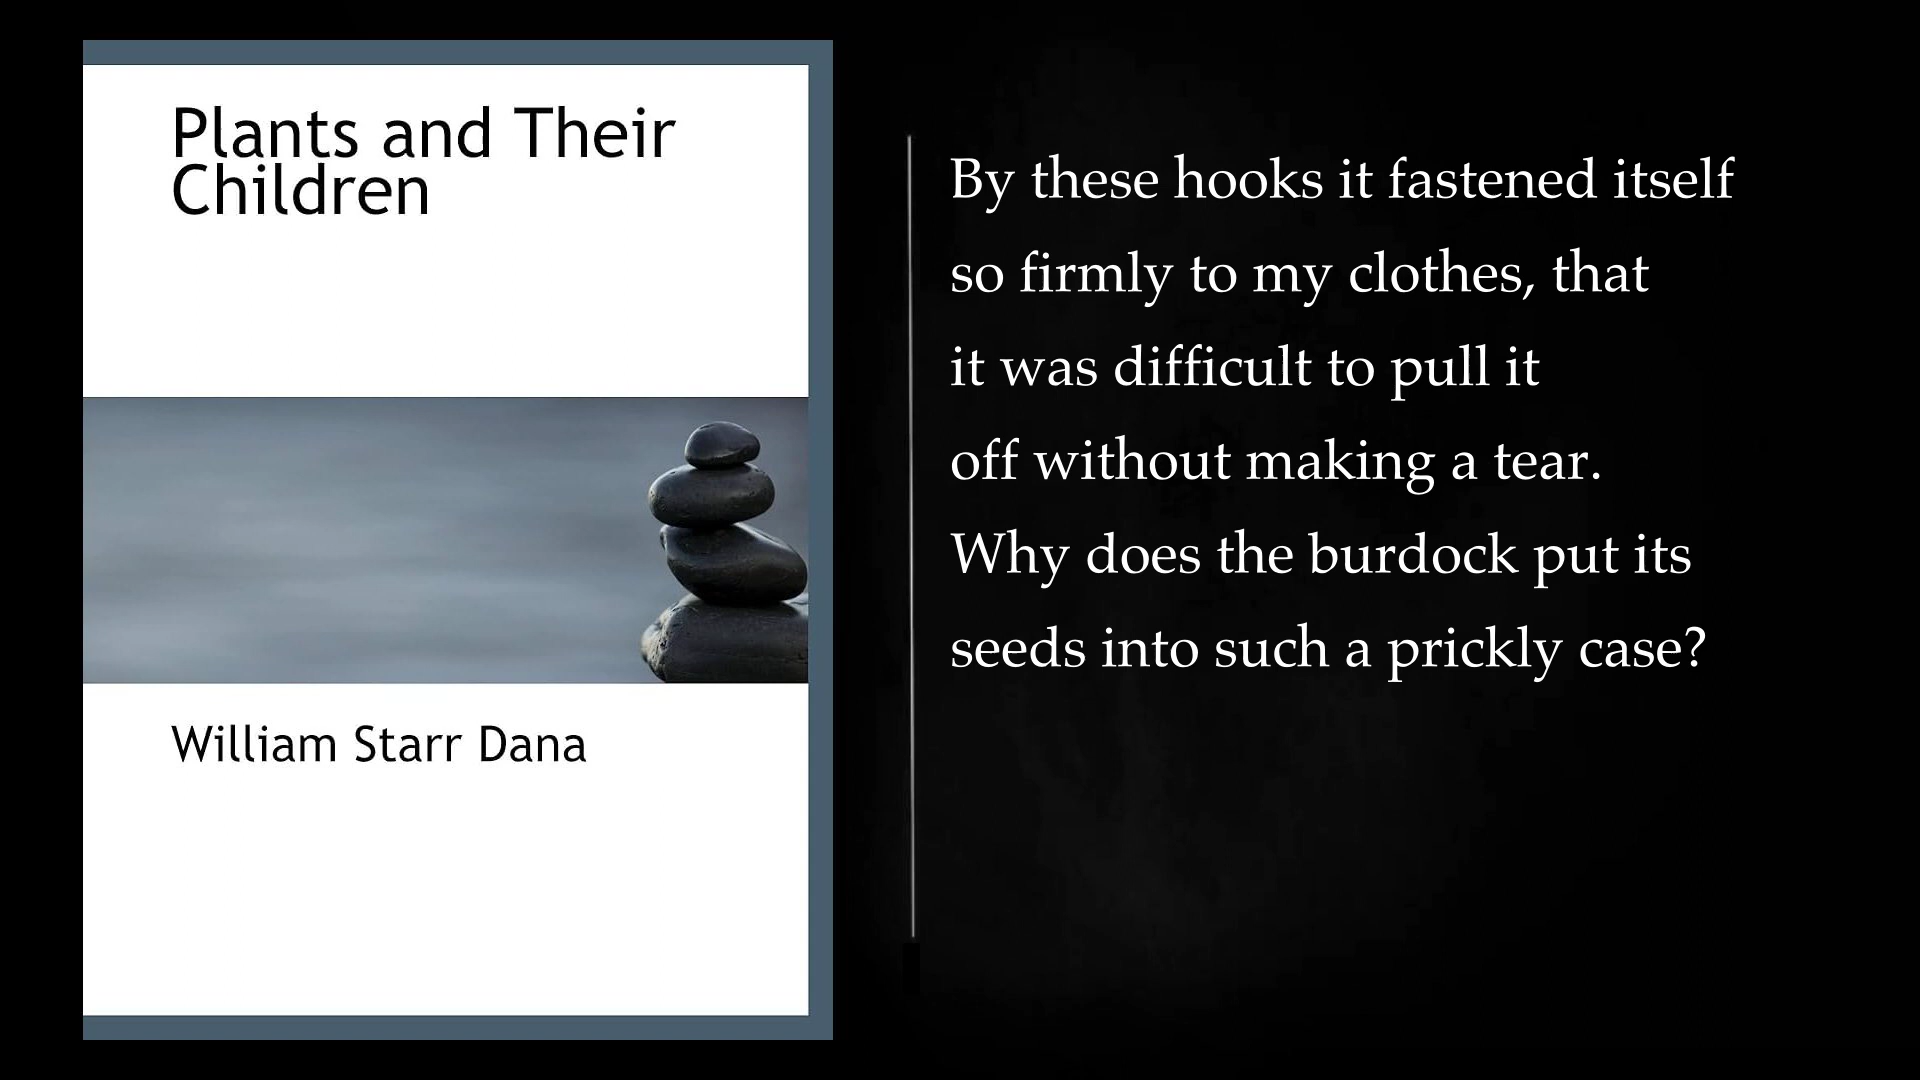 Plants and Their
Children
William Starr Dana
By these hooks it fastened itself
so firmly to my clothes, that
it was difficult to pull it
off without making a tear.
Why does the burdock put its
seeds into such a prickly case?